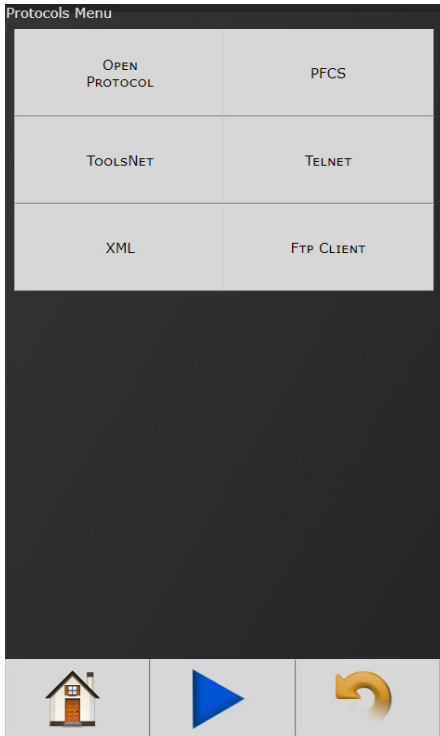 Protocols Menu
Open
Protocol
PFCS
ToolsNet
Telnet
XML
Ftp Client